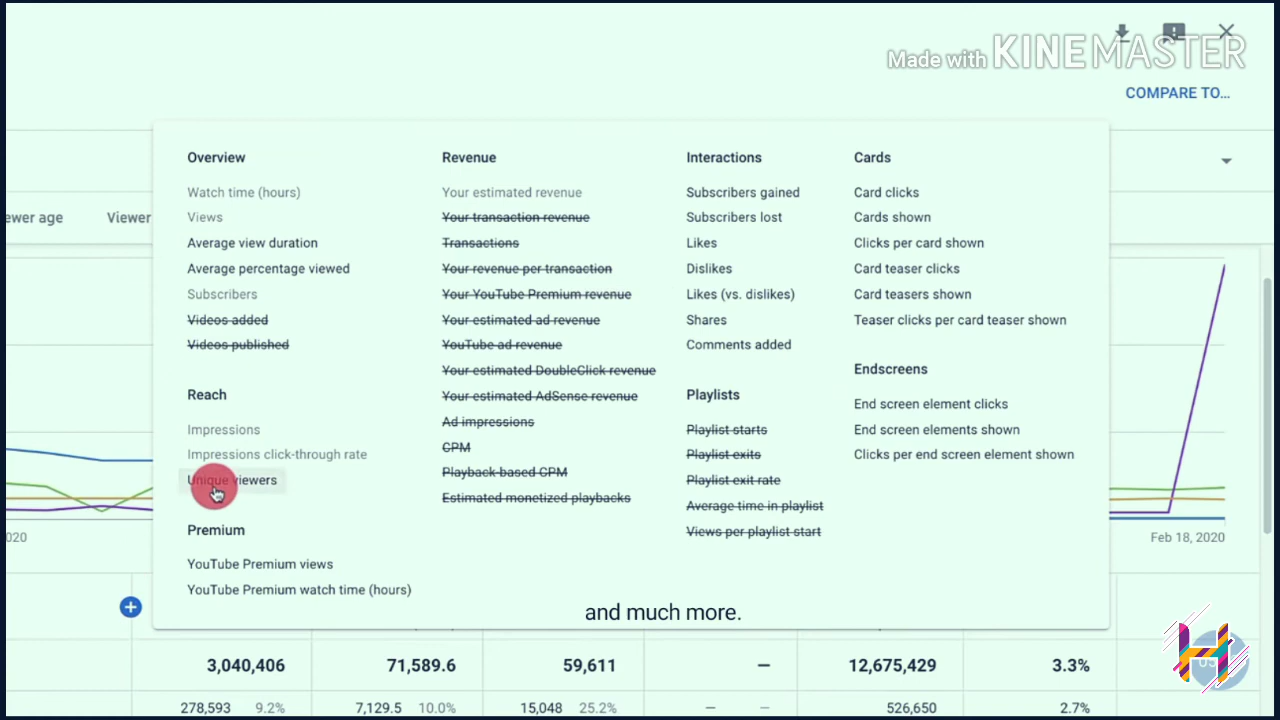 Made with KINEMASTER
COMPARE TO...
ewer age
Viewer
Overview
Watch time (hours)
Views
Average view duration
Average percentage viewed
Subscribers
Videos added
Videos published
Reach
Impressions
Impressions click-through rate
Unique viewers
Premium
YouTube Premium views
YouTube Premium watch time (hours)
Revenue
Your estimated revenue
Your transaction revenue
Transactions
Your revenue per transaction
Your YouTube Premium revenue
Your estimated ad revenue
YouTube ad revenue
Your estimated DoubleClick revenue
Your estimated AdSense revenue
Ad impressions
CPM
Playback-based CPM
Estimated monetized playbacks
Interactions
Subscribers gained
Subscribers lost
Likes
Dislikes
Likes (vs. dislikes)
Shares
Comments added
Playlists
Playlist starts
Playlist exits
Playlist exit rate
Average time in playlist
Views per playlist start
Cards
Card clicks
Cards shown
Clicks per card shown
Card teaser clicks
Card teasers shown
Teaser clicks per card teaser shown
Endscreens
End screen element clicks
End screen elements shown
Clicks per end screen element shown
020
Feb 18, 2020
and much more.
3,040,406 71,589.6 59,611 — 12,675,429 3.3%
278,593 9.2% 7,129.5 10.0% 15,048 25.2% — — 526,650 2.7%
H